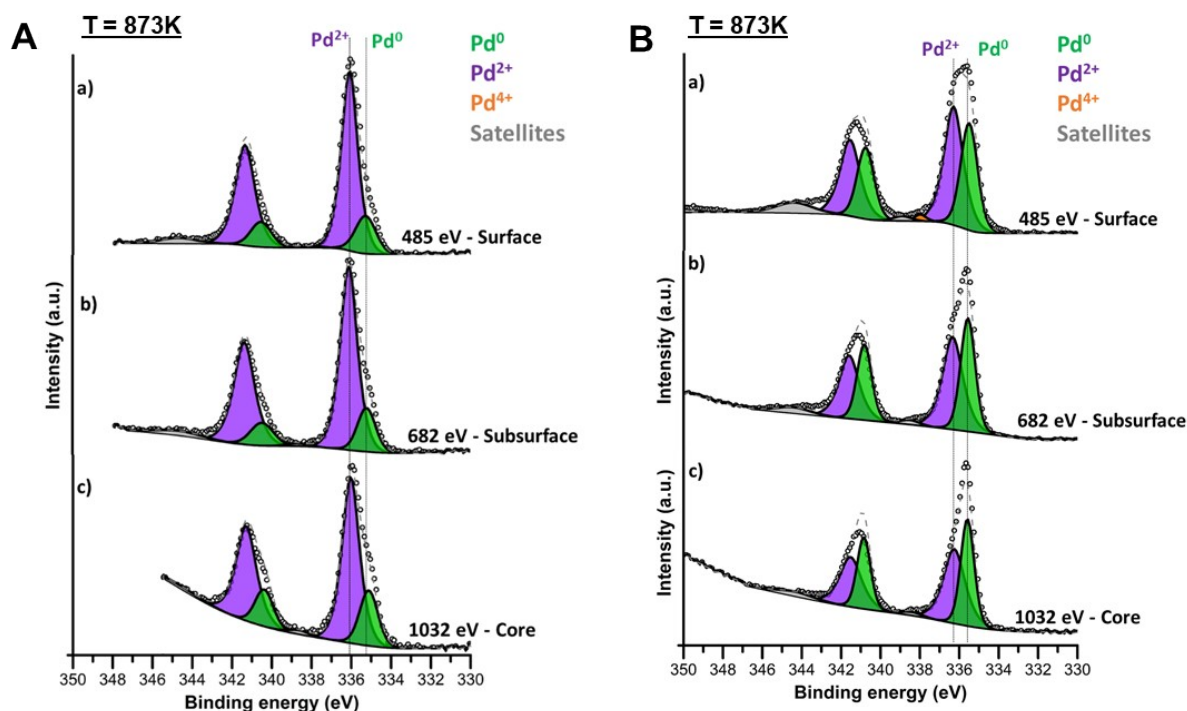 A
T = 873K
Pd²⁺ Pd⁰
Pd⁰
Pd²⁺
Pd⁴⁺
Satellites
a)
485 eV - Surface
b)
682 eV - Subsurface
c)
1032 eV - Core
Intensity (a.u.)
350 348 346 344 342 340 338 336 334 332 330
Binding energy (eV)
B
T = 873K
Pd²⁺ Pd⁰
Pd⁰
Pd²⁺
Pd⁴⁺
Satellites
a)
485 eV - Surface
b)
682 eV - Subsurface
c)
1032 eV - Core
Intensity (a.u.)
Intensity (a.u.)
350 348 346 344 342 340 338 336 334 332 330
Binding energy (eV)